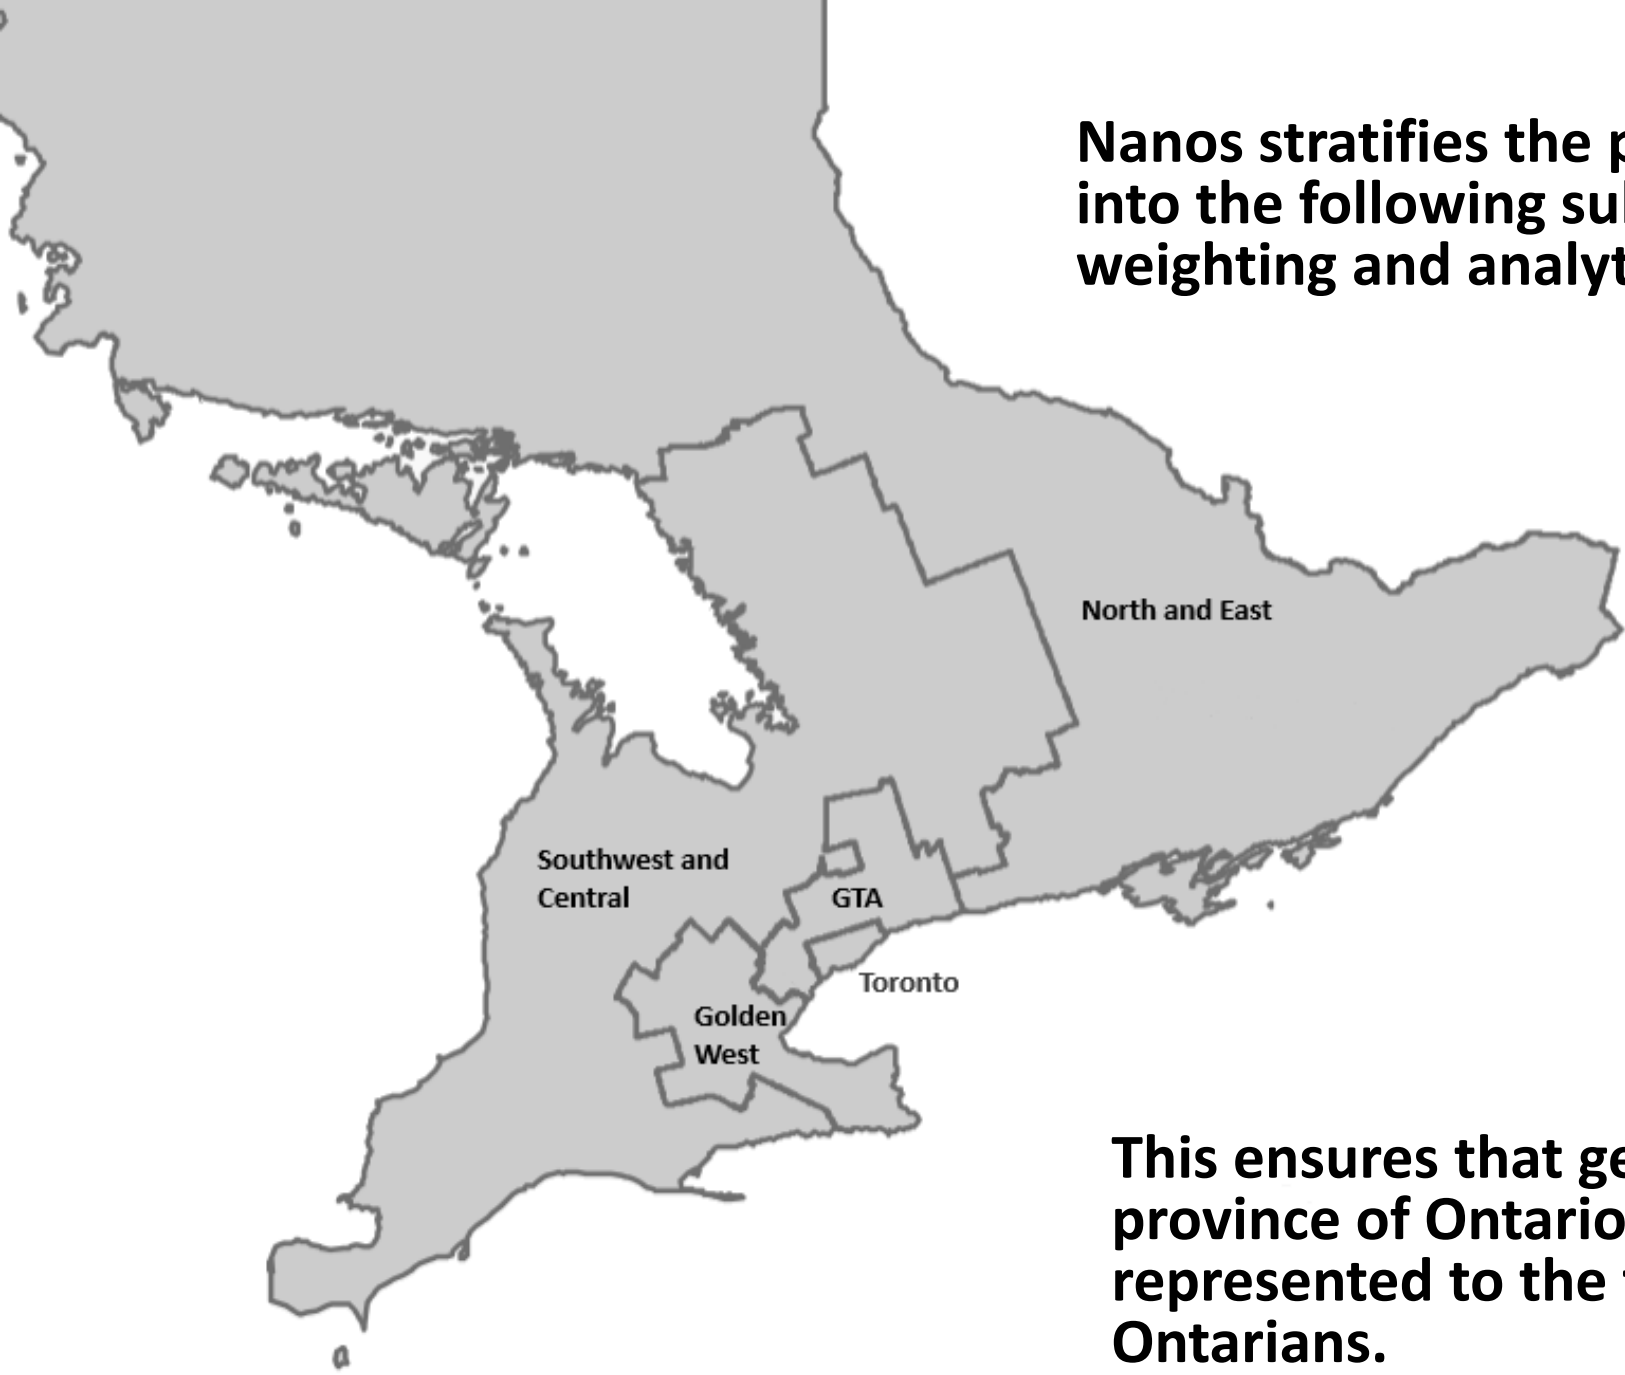 Nanos stratifies the
into the following
weighting and
North and East
Southwest and
Central
GTA
Toronto
Golden
West
This ensures that
province of Ontario
represented to the
Ontarians.